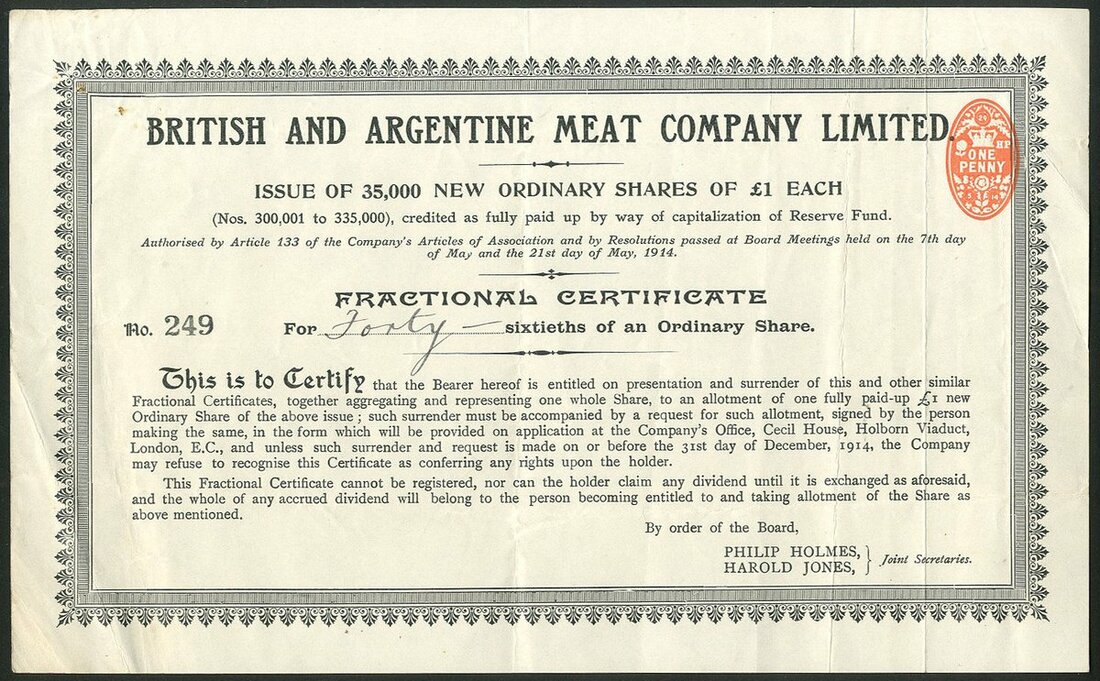 BRITISH AND ARGENTINE MEAT COMPANY LIMITED.
ONE
PENNY
ISSUE OF 35,000 NEW ORDINARY SHARES OF £1 EACH
(Nos. 300,001 to 335,000), credited as fully paid up by way of capitalization of Reserve Fund.
Authorised by Article 133 of the Company's Articles of Association and by Resolutions passed at Board Meetings held on the 7th day
of May and the 21st day of May, 1914.
FRACTIONAL CERTIFICATE
No. 249 For Forty — sixtieths of an Ordinary Share.
This is to Certify that the Bearer hereof is entitled on presentation and surrender of this and other similar
Fractional Certificates, together aggregating and representing one whole Share, to an allotment of one fully paid-up £1 new
Ordinary Share of the above issue; such surrender must be accompanied by a request for such allotment, signed by the person
making the same, in the form which will be provided on application at the Company's Office, Cecil House, Holborn Viaduct,
London, E.C., and unless such surrender and request is made on or before the 31st day of December, 1914, the Company
may refuse to recognise this Certificate as conferring any rights upon the holder.
This Fractional Certificate cannot be registered, nor can the holder claim any dividend until it is exchanged as aforesaid,
and the whole of any accrued dividend will belong to the person becoming entitled to and taking allotment of the Share as
above mentioned.
By order of the Board,
PHILIP HOLMES,
HAROLD JONES, } Joint Secretaries.